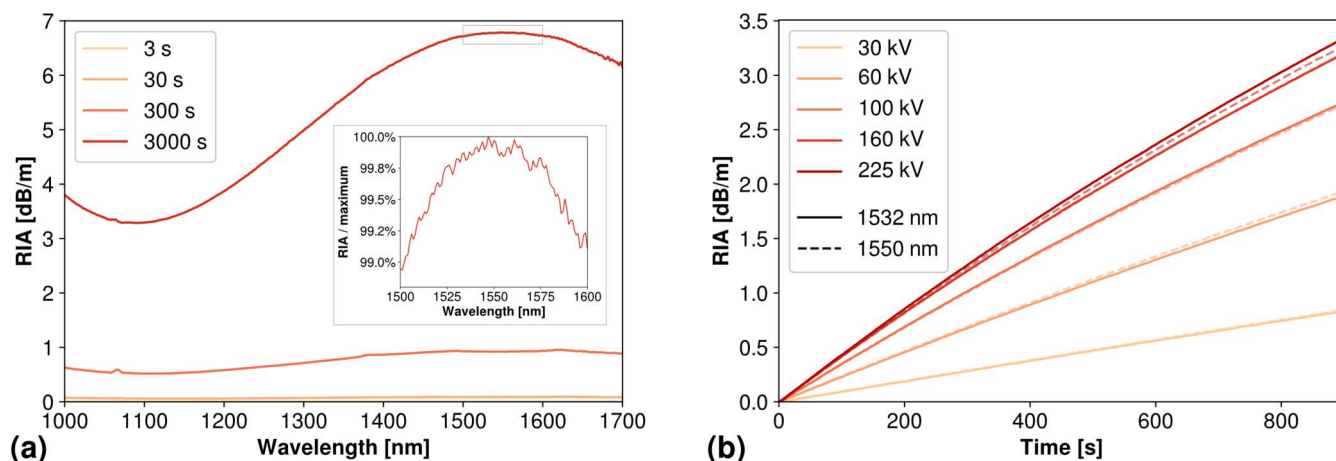 7
6
5
4
3
2
1
0
RIA [dB/m]
3 s
30 s
300 s
3000 s
100.0%
99.8%
99.5%
99.2%
99.0%
RIA / maximum
1500 1525 1550 1575 1600
Wavelength [nm]
1000 1100 1200 1300 1400 1500 1600 1700
Wavelength [nm]
(a)
3.5
3.0
2.5
2.0
1.5
1.0
0.5
0.0
RIA [dB/m]
30 kV
60 kV
100 kV
160 kV
225 kV
1532 nm
1550 nm
0 200 400 600 800
Time [s]
(b)